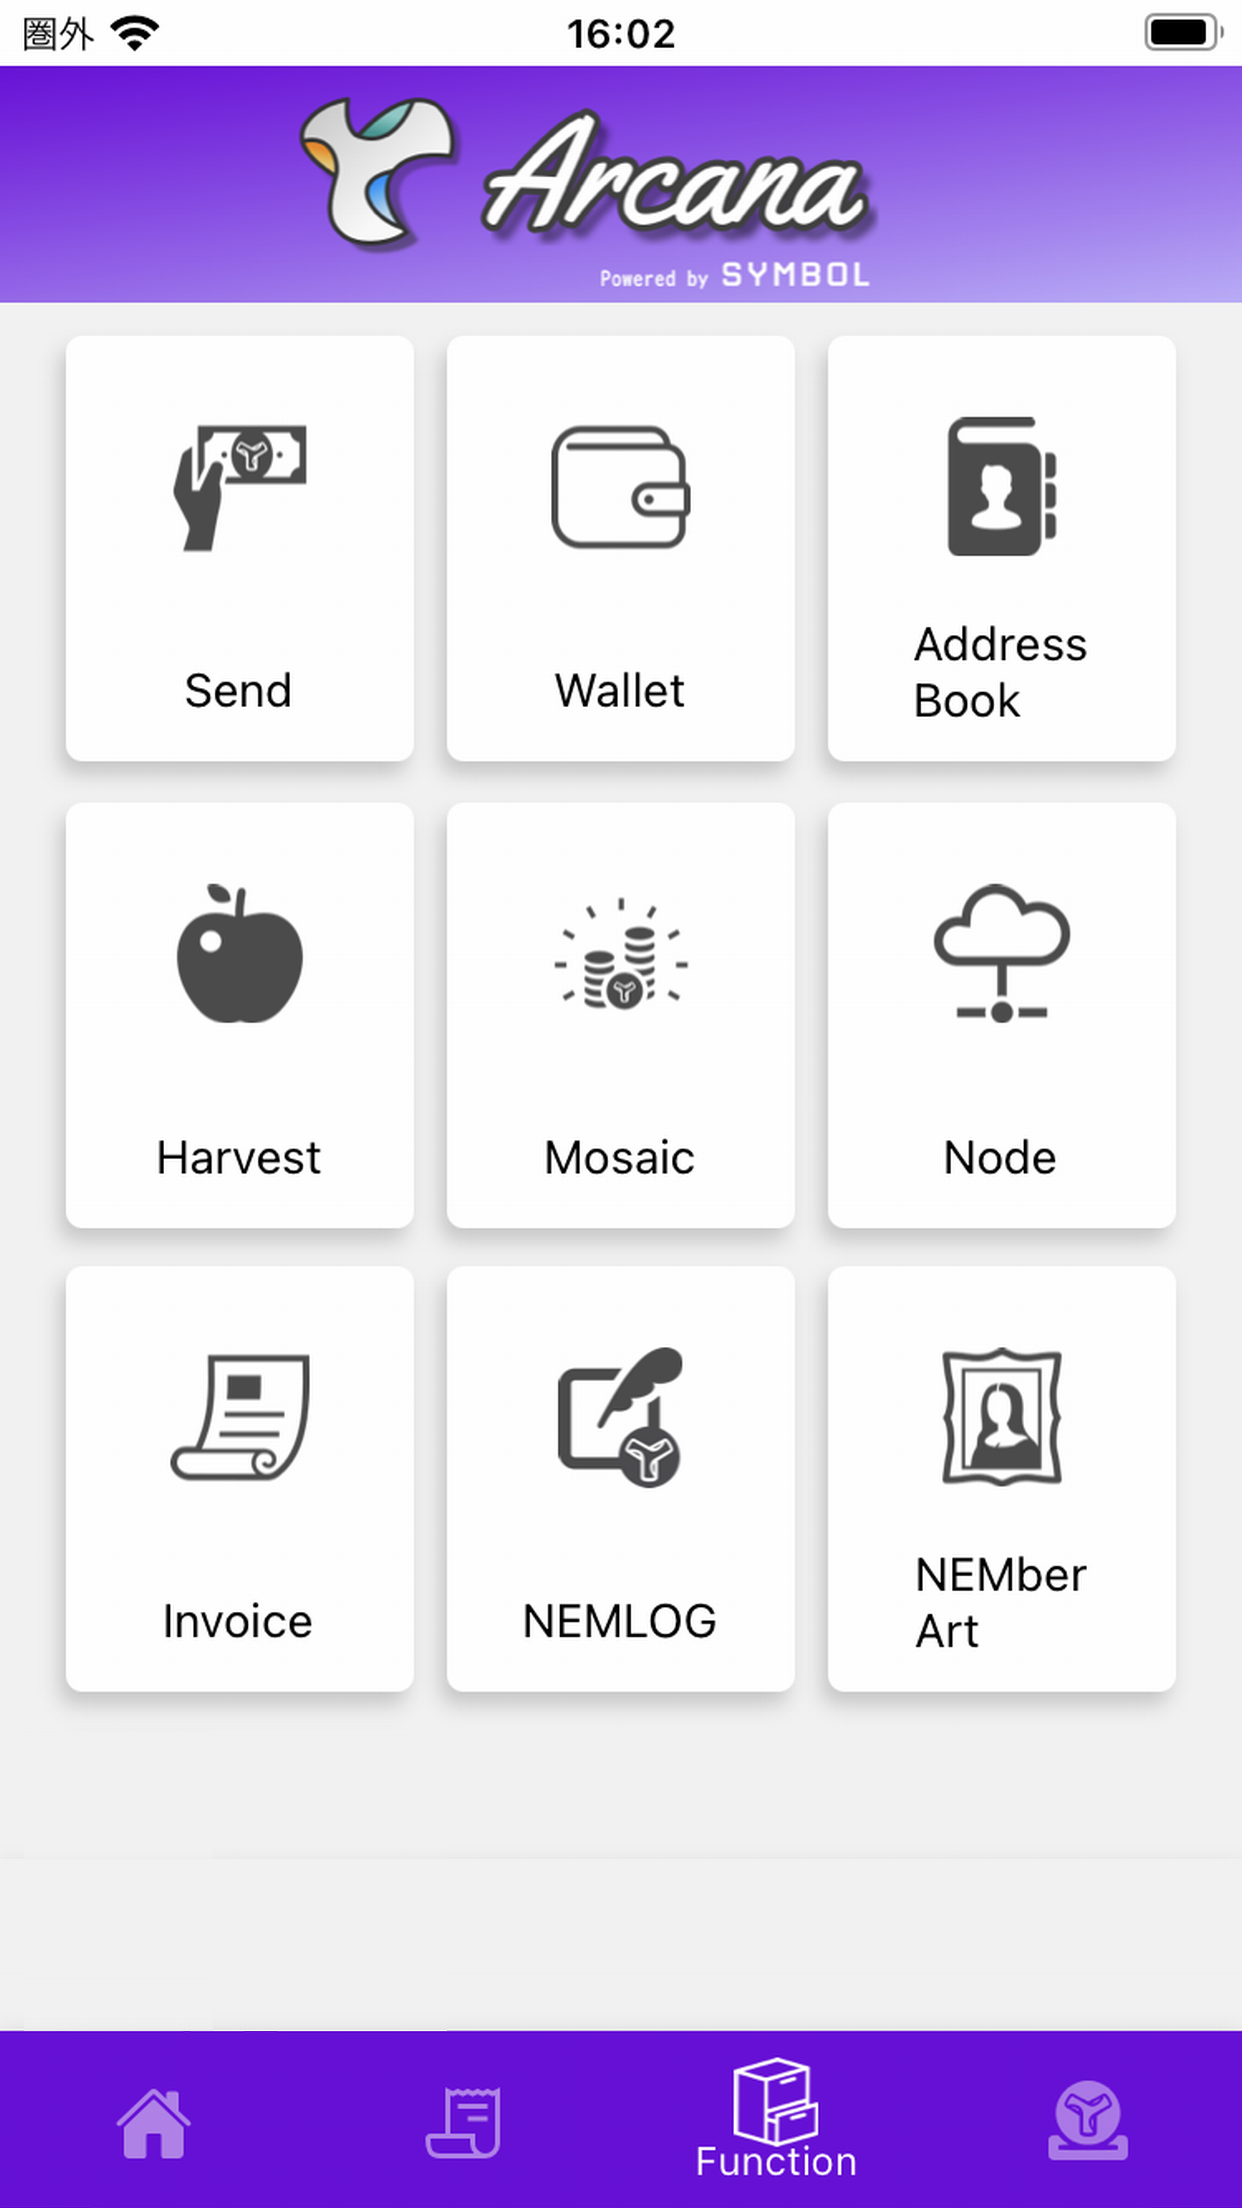 圏外 16:02
Arcana
Powered by SYMBOL
Send
Wallet
Address
Book
Harvest
Mosaic
Node
Invoice
NEMLOG
NEMber
Art
Function